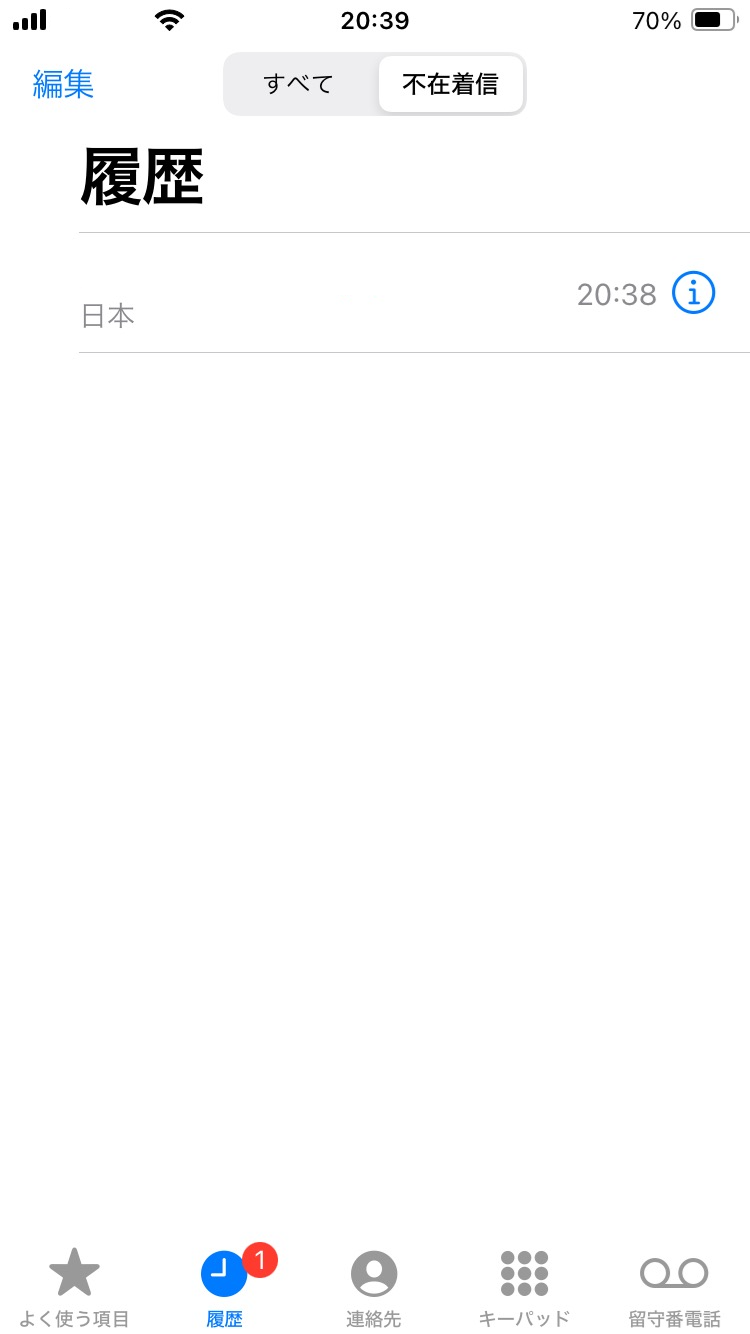 20:39 70%
編集 すべて 不在着信
履歴
20:38
日本
1
よく使う項目 履歴 連絡先 キーパッド 留守番電話